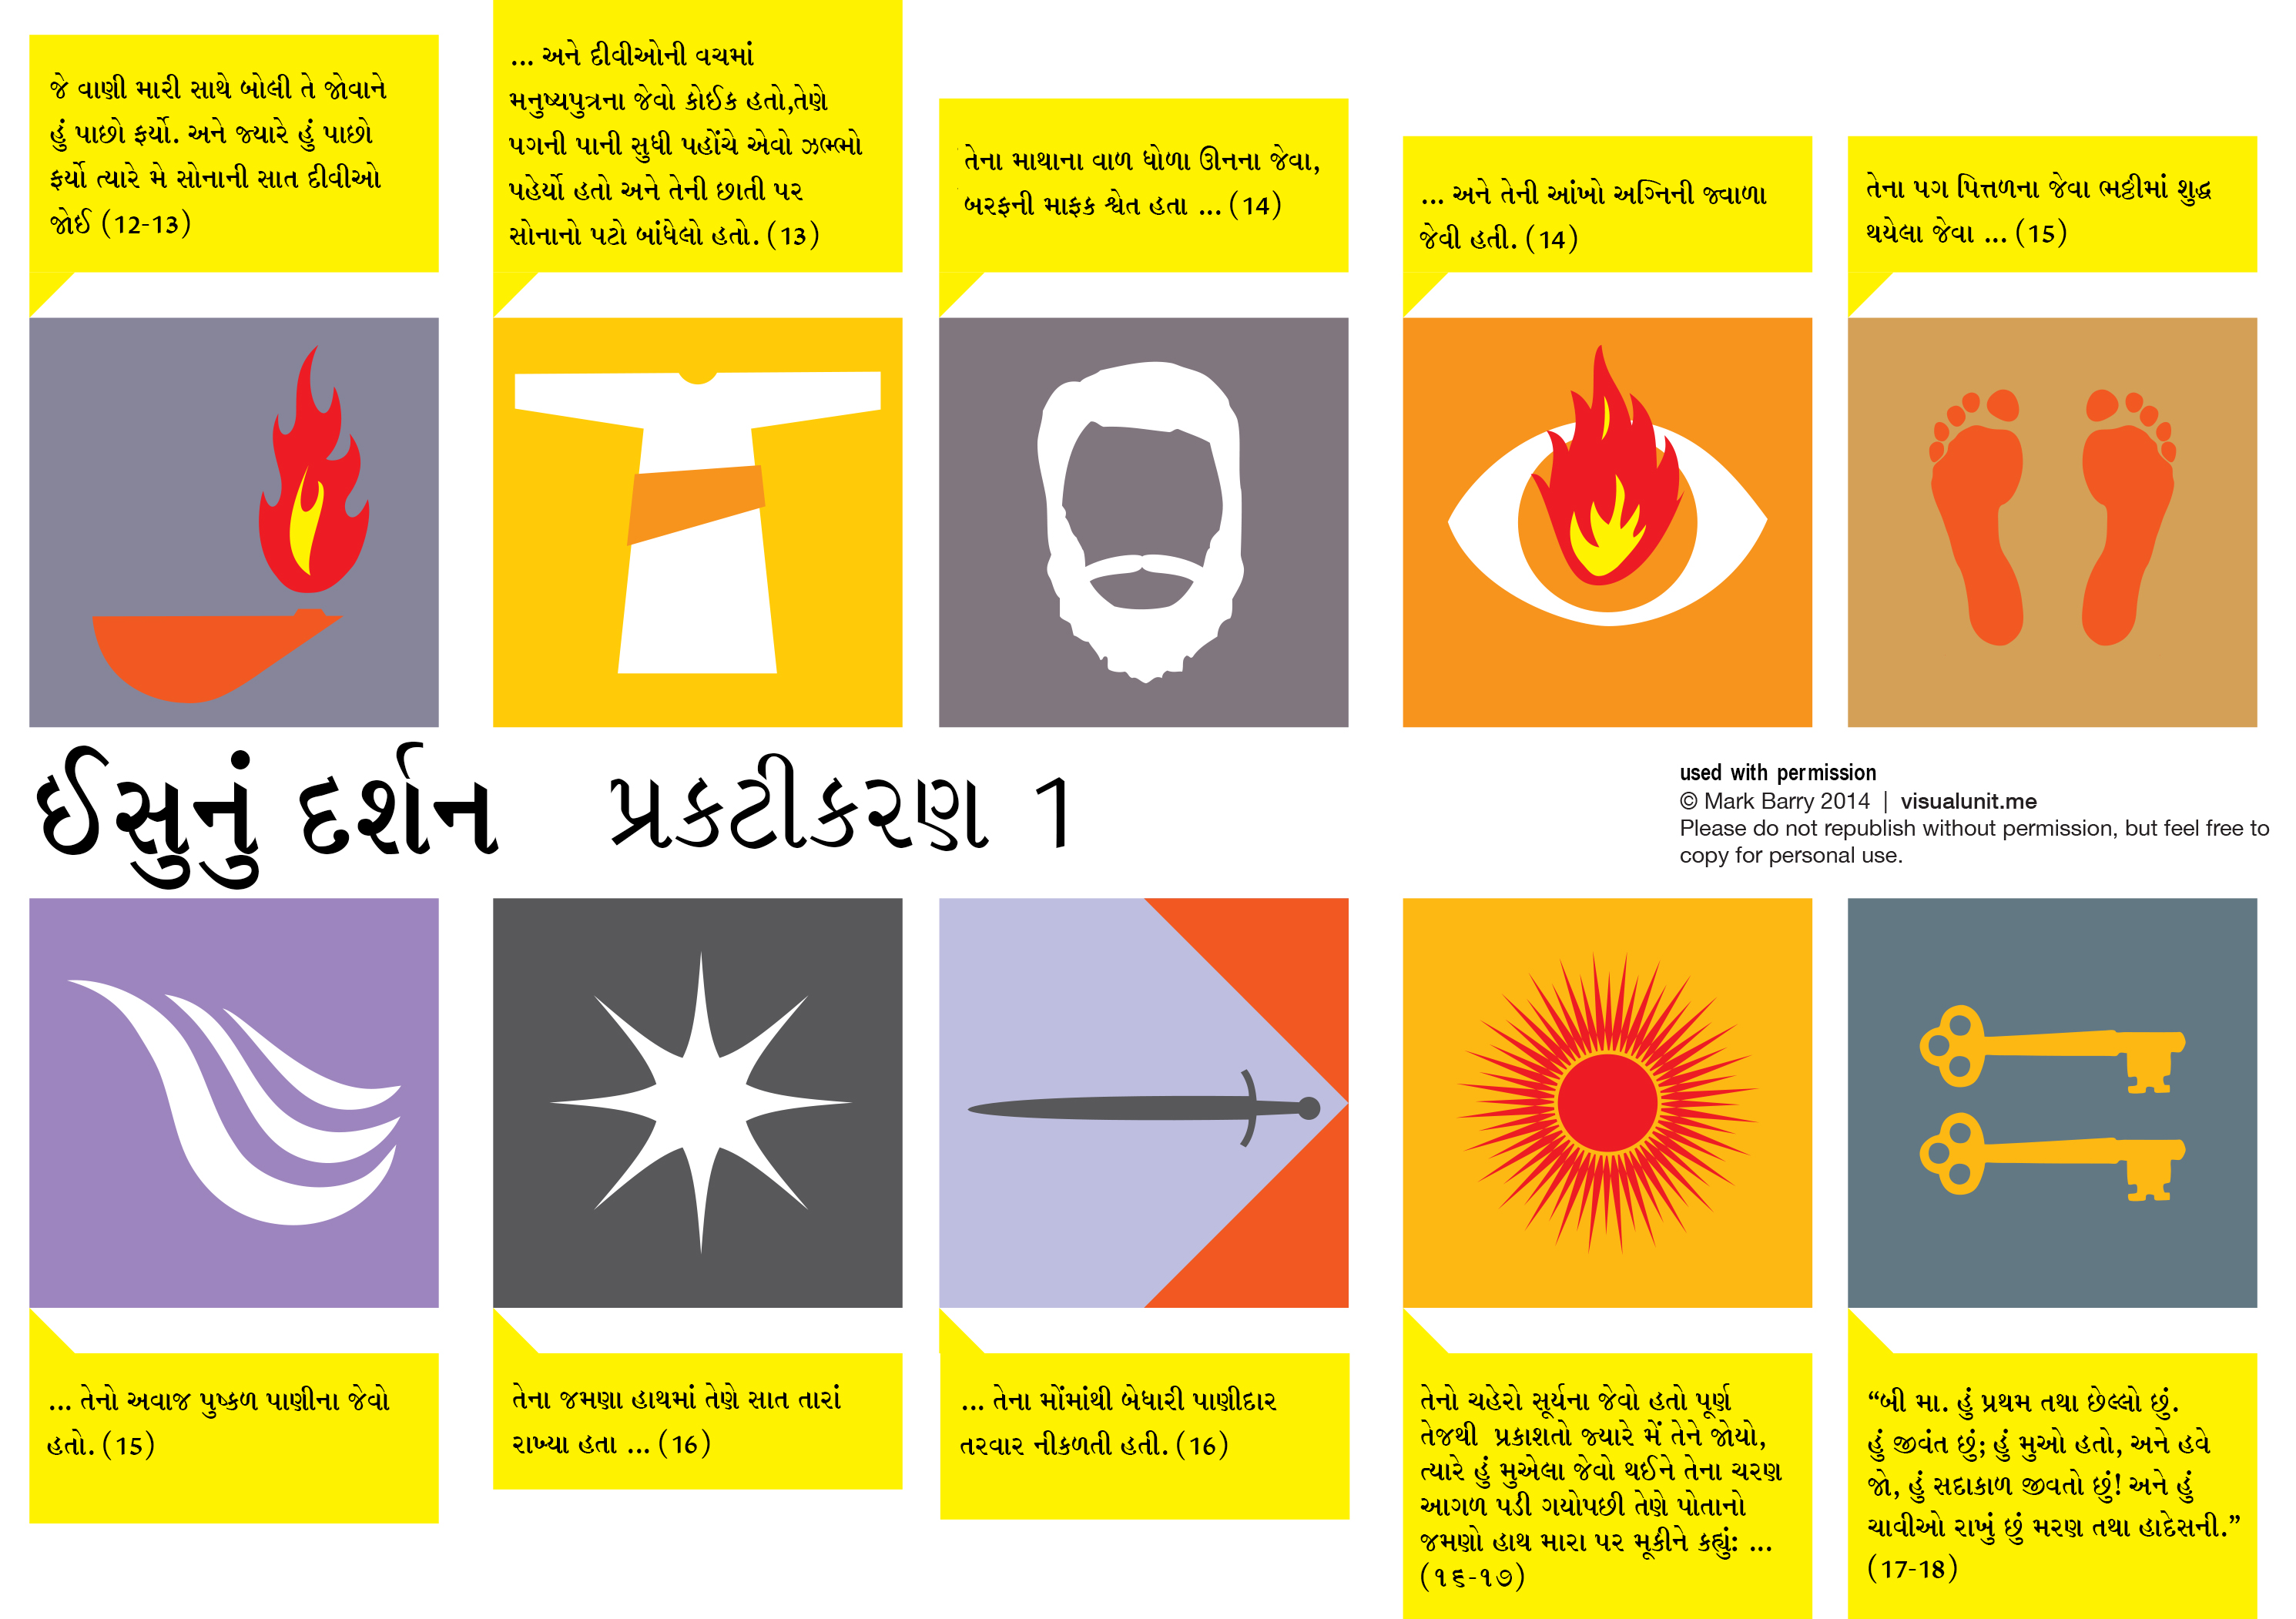 જે વાણી મારી સાથે બોલી તે જોવાને
હું પાછો ફર્યો. અને જ્યારે હું પાછો
ફર્યો ત્યારે મે સોનાની સાત દીવીઓ
જોઈ (12-13)
... અને દીવીઓની વચમાં
મનુષ્યપુત્રના જેવો કોઈક હતો,તેણે
પગની પાની સુધી પહોંચે એવો ઝભ્ભો
પહેર્યો હતો અને તેની છાતી પર
સોનાનો પટો બાંધેલો હતો. (13)
તેના માથાના વાળ ધોળા ઊનના જેવા,
બરફની માફક શ્વેત હતા ... (14)
... અને તેની આંખો અગ્નિની જ્વાળા
જેવી હતી. (14)
તેના પગ પિત્તળના જેવા ભઠ્ઠીમાં શુદ્ધ
થયેલા જેવા ... (15)
ઈસુનું દર્શન પ્રકટીકરણ 1
used with permission
© Mark Barry 2014 | visualunit.me
Please do not republish without permission, but feel free to
copy for personal use.
... તેનો અવાજ પુષ્કળ પાણીના જેવો
હતો. (15)
તેના જમણા હાથમાં તેણે સાત તારાં
રાખ્યા હતા ... (16)
... તેના મોંમાંથી બેધારી પાણીદાર
તરવાર નીકળતી હતી. (16)
તેનો ચહેરો સૂર્યના જેવો હતો પૂર્ણ
તેજથી પ્રકાશતો જ્યારે મેં તેને જોયો,
ત્યારે હું મુએલા જેવો થઈને તેના ચરણ
આગળ પડી ગયોપછી તેણે પોતાનો
જમણો હાથ મારા પર મૂકીને કહ્યું: ...
(૧૬-૧૭)
“બી મા. હું પ્રથમ તથા છેલ્લો છું.
હું જીવંત છું; હું મુઓ હતો, અને હવે
જો, હું સદાકાળ જીવતો છું! અને હું
ચાવીઓ રાખું છું મરણ તથા હાદેસની.”
(17-18)